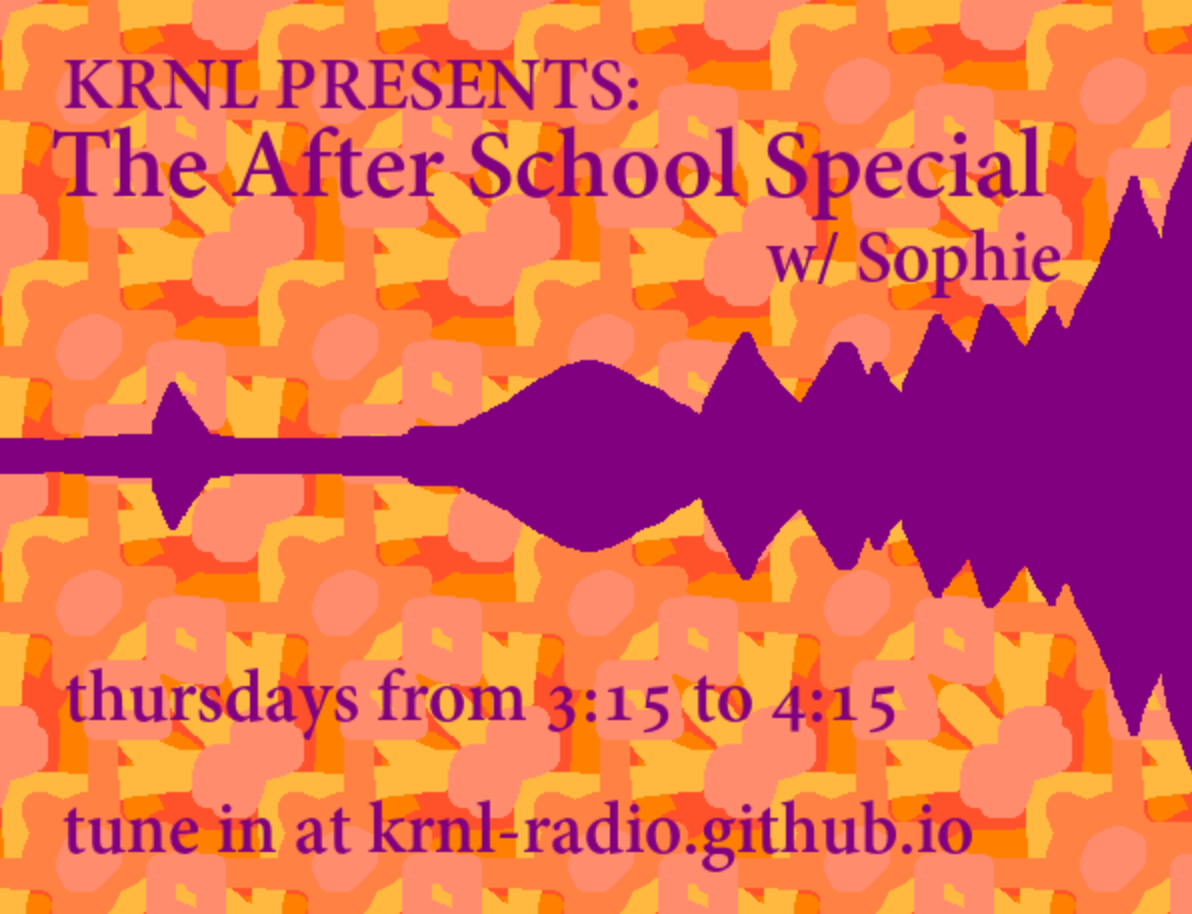 KRNL PRESENTS:
The After School Special
w/ Sophie
thursdays from 3:15 to 4:15
tune in at krnl-radio.github.io